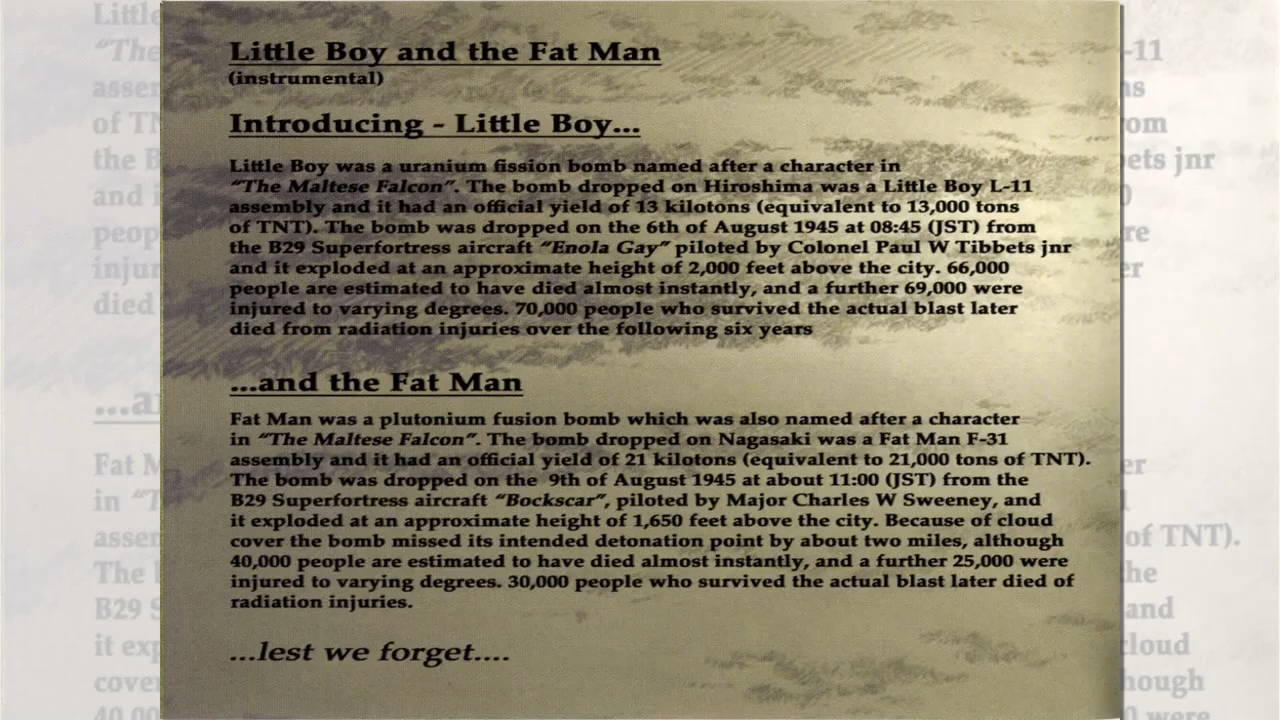 Little Boy and the Fat Man
(instrumental)
Introducing - Little Boy...
Little Boy was a uranium fission bomb named after a character in
"The Maltese Falcon". The bomb dropped on Hiroshima was a Little Boy L-11
assembly and it had an official yield of 13 kilotons (equivalent to 13,000 tons
of TNT). The bomb was dropped on the 6th of August 1945 at 08:45 (JST) from
the B29 Superfortress aircraft "Enola Gay" piloted by Colonel Paul W Tibbets jnr
and it exploded at an approximate height of 2,000 feet above the city. 66,000
people are estimated to have died almost instantly, and a further 69,000 were
injured to varying degrees. 70,000 people who survived the actual blast later
died from radiation injuries over the following six years
...and the Fat Man
Fat Man was a plutonium fusion bomb which was also named after a character
in "The Maltese Falcon". The bomb dropped on Nagasaki was a Fat Man F-31
assembly and it had an official yield of 21 kilotons (equivalent to 21,000 tons of TNT).
The bomb was dropped on the  9th of August 1945 at about 11:00 (JST) from the
B29 Superfortress aircraft "Bockscar", piloted by Major Charles W Sweeney, and
it exploded at an approximate height of 1,650 feet above the city. Because of cloud
cover the bomb missed its intended detonation point by about two miles, although
40,000 people are estimated to have died almost instantly, and a further 25,000 were
injured to varying degrees. 30,000 people who survived the actual blast later died of
radiation injuries.
...lest we forget....